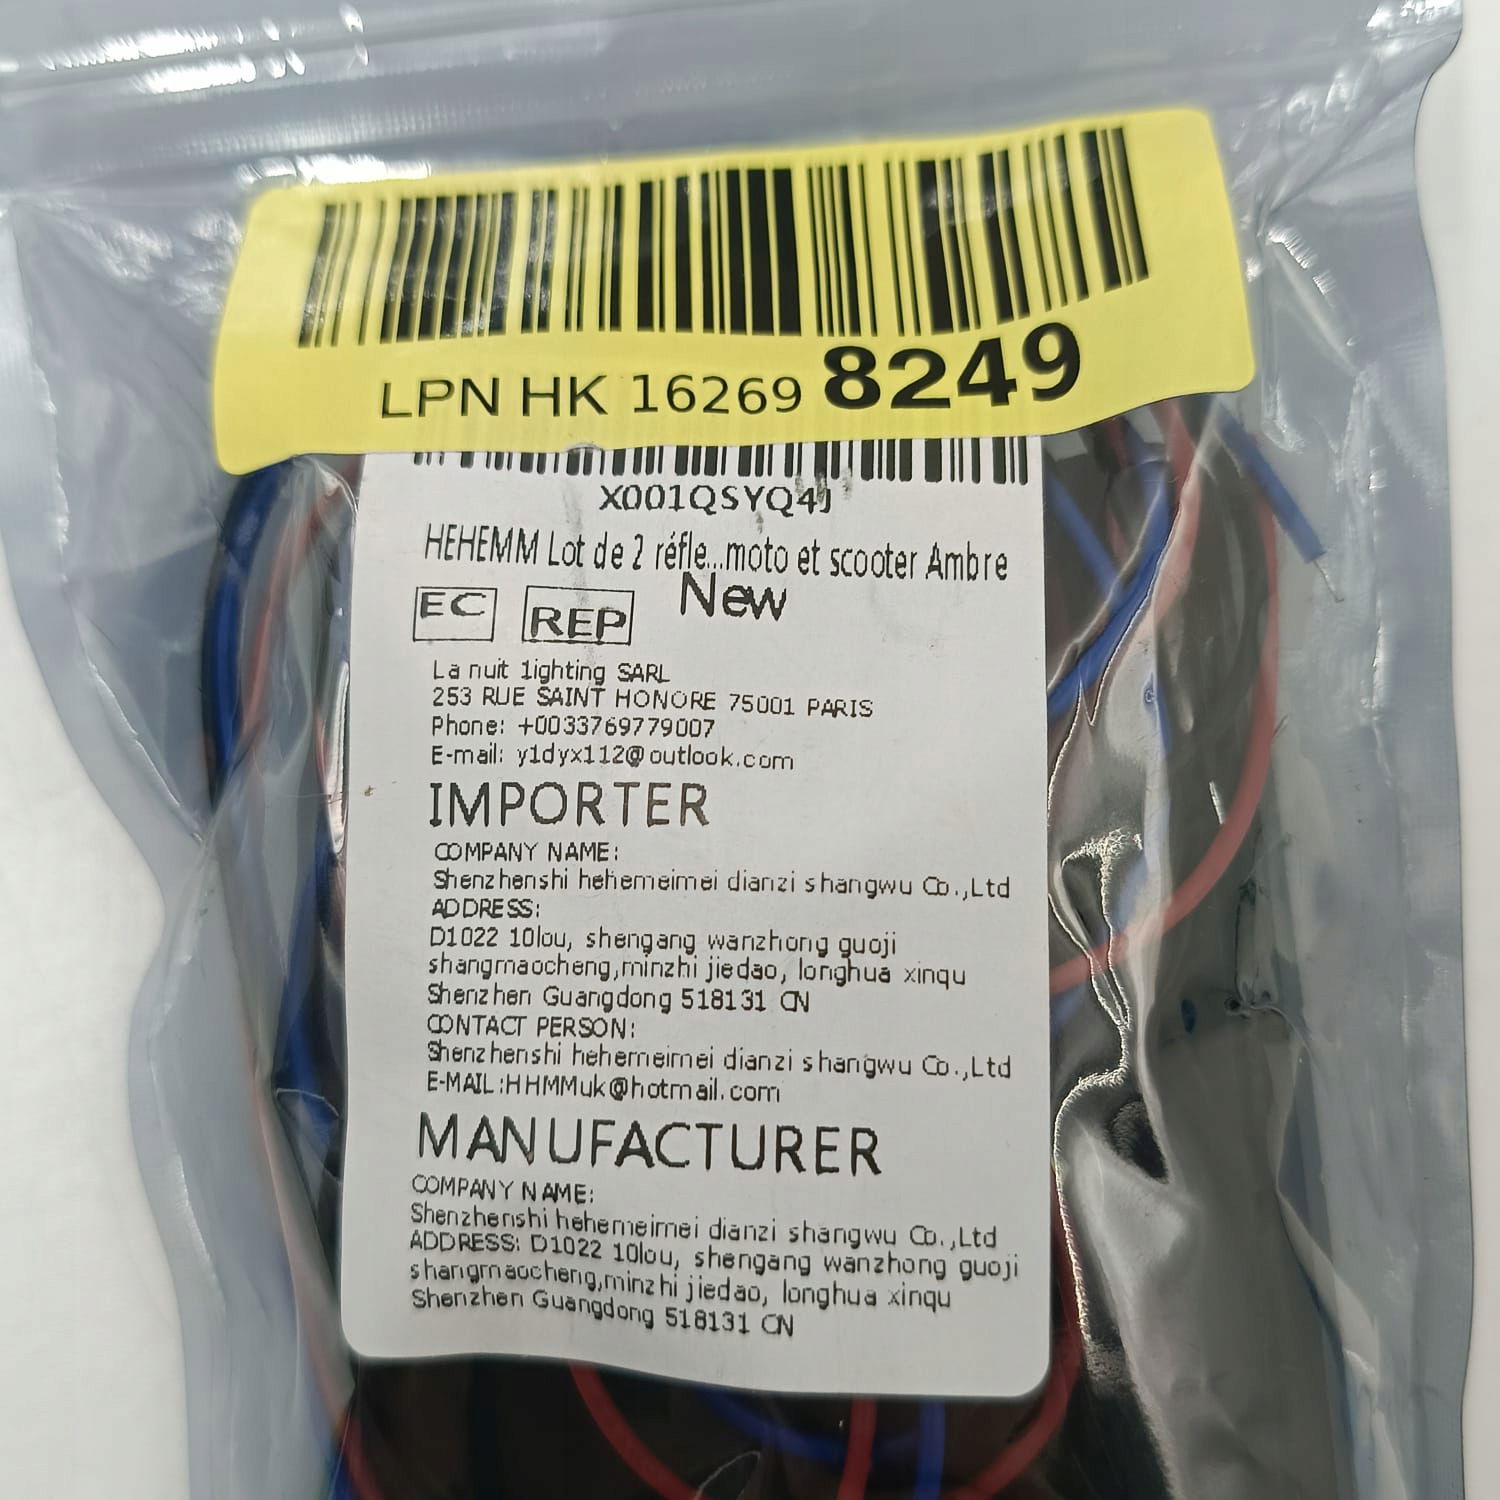 LPN HK 16269 8249
X001QSYQ4J
HEHEMM Lot de 2 réfle...moto et scooter Ambre
EC REP New
La nuit lighting SARL
253 RUE SAINT HONORE 75001 PARIS
Phone: +0033769779007
E-mail: y1dyx112@outlook.com
IMPORTER
COMPANY NAME:
Shenzhenshi hehemeimei dianzi shangwu Co.,Ltd
ADDRESS:
D1022 10lou, shengang wanzhong guoji
shangmaocheng,minzhi jiedao, longhua xinqu
Shenzhen Guangdong 518131 CN
CONTACT PERSON:
Shenzhenshi hehemeimei dianzi shangwu Co.,Ltd
E-MAIL:HHMMuk@hotmail.com
MANUFACTURER
COMPANY NAME:
Shenzhenshi hehemeimei dianzi shangwu Co.,Ltd
ADDRESS: D1022 10lou, shengang wanzhong guoji
shangmaocheng,minzhi jiedao, longhua xinqu
Shenzhen Guangdong 518131 CN